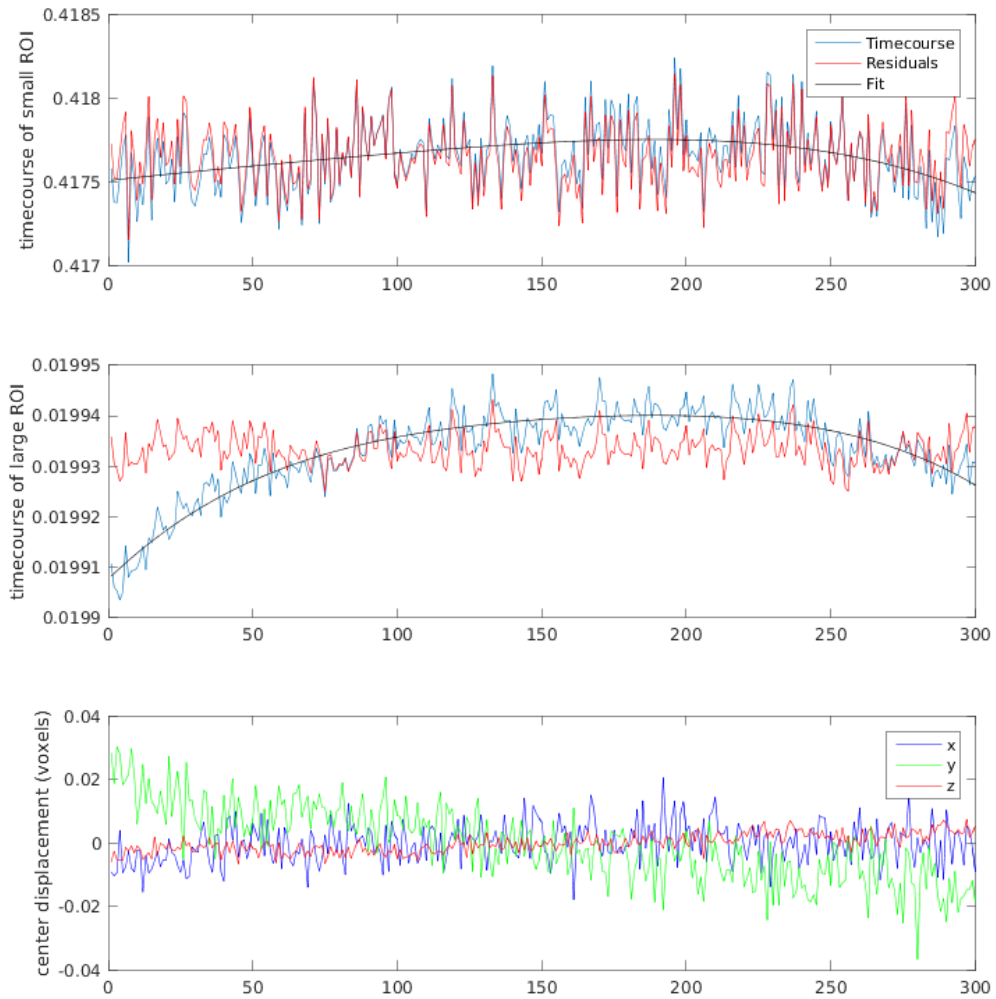 timecourse of small ROI
0.4185
0.418
0.4175
0.417
0 50 100 150 200 250 300
Timecourse
Residuals
Fit
timecourse of large ROI
0.01995
0.01994
0.01993
0.01992
0.01991
0.0199
0 50 100 150 200 250 300
center displacement (voxels)
0.04
0.02
0
-0.02
-0.04
0 50 100 150 200 250 300
x
y
z